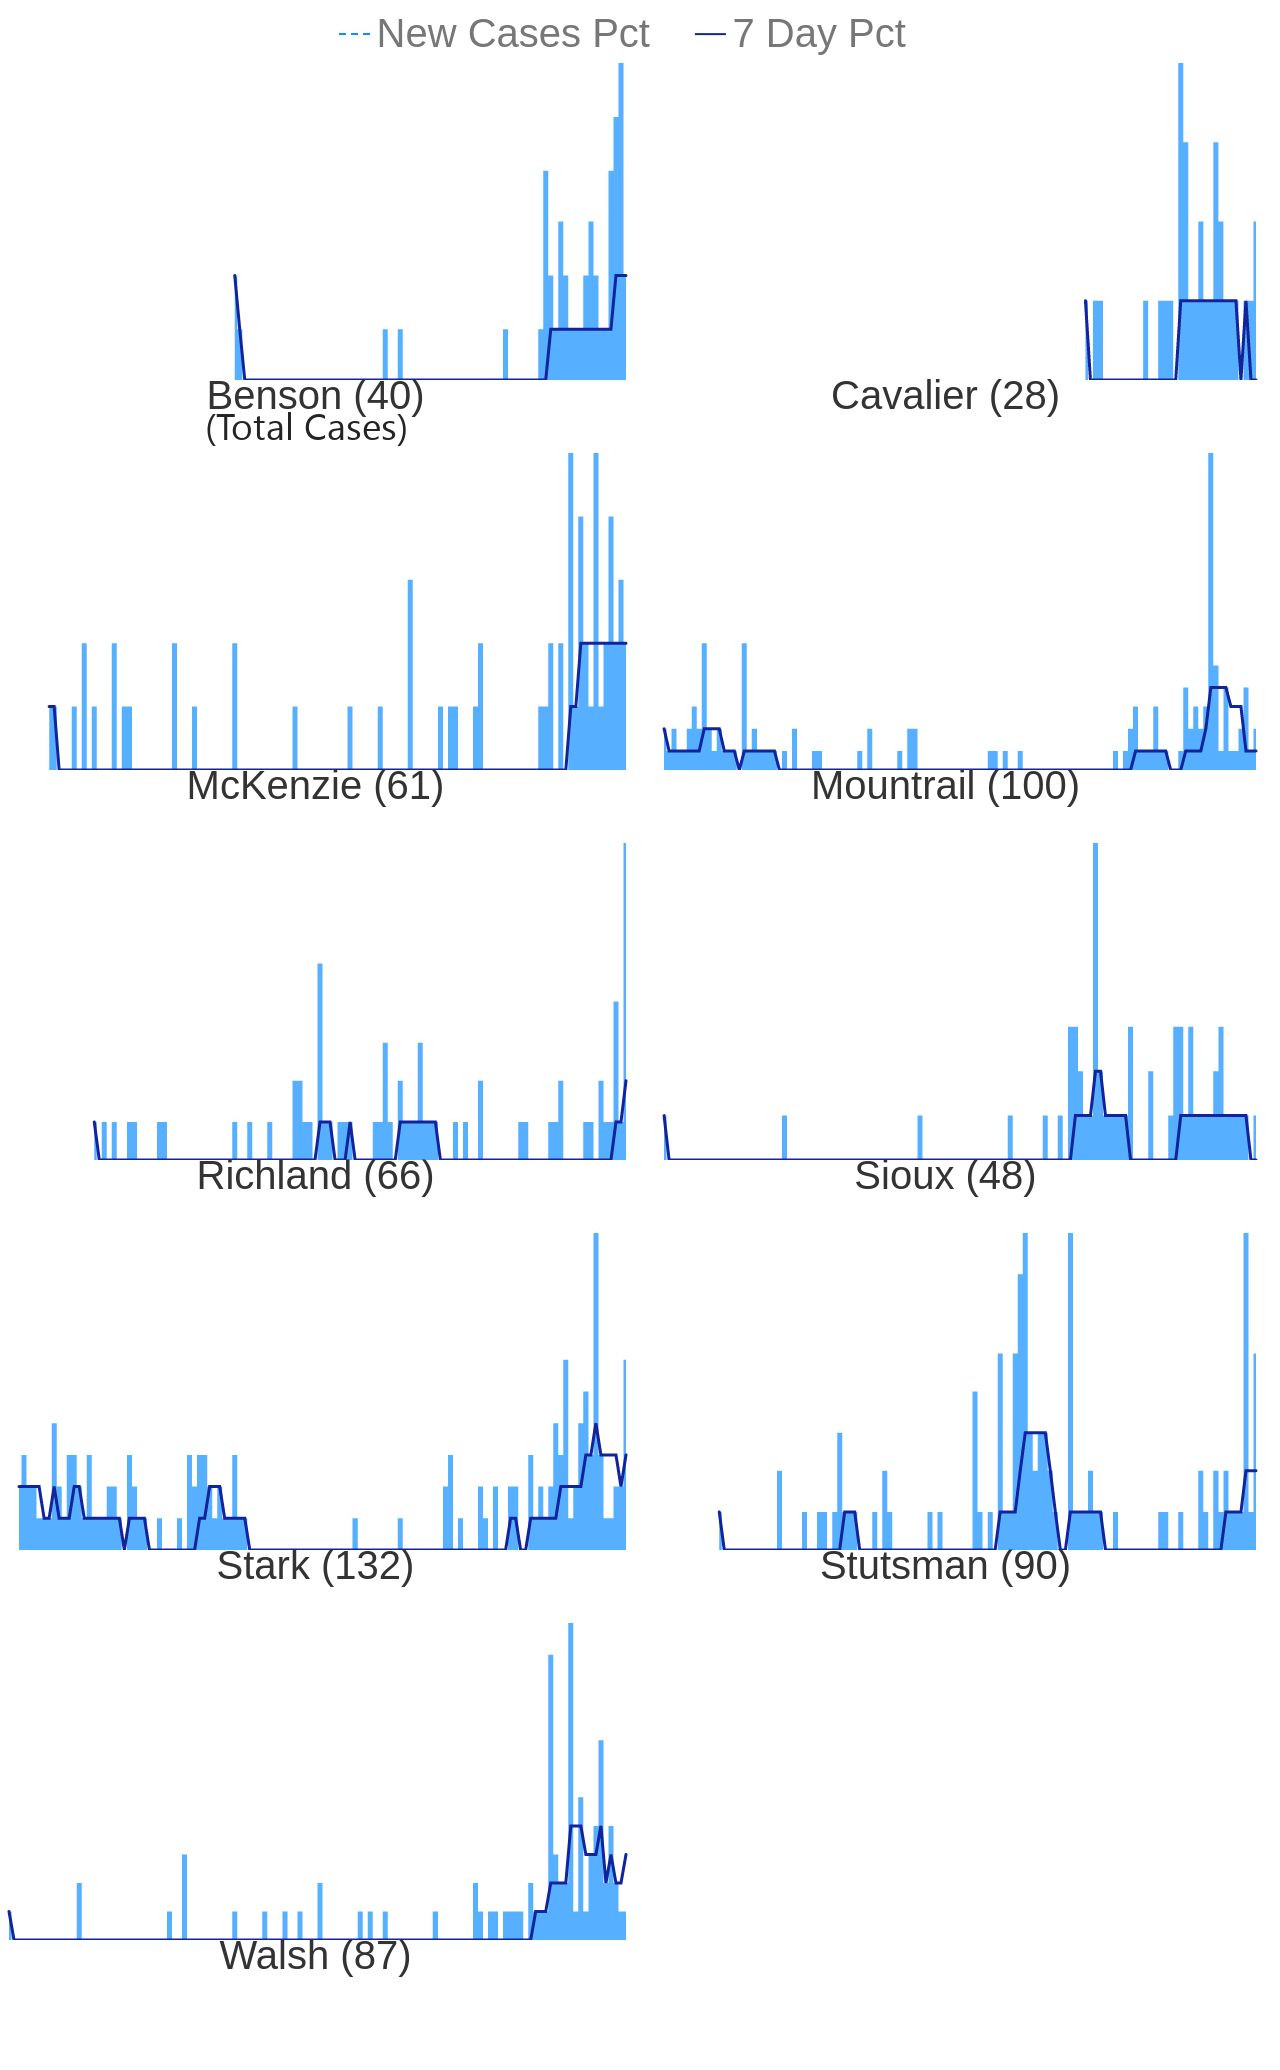 New Cases Pct 7 Day Pct
Benson (40) Cavalier (28)
(Total Cases)
McKenzie (61) Mountrail (100)
Richland (66) Sioux (48)
Stark (132) Stutsman (90)
Walsh (87)